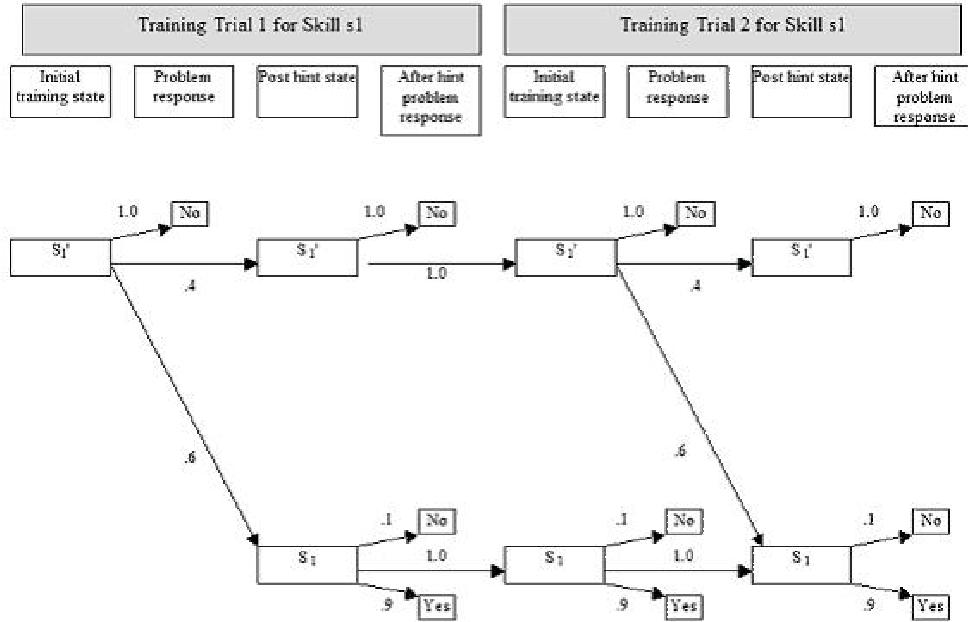 Training Trial 1 for Skill s1
Training Trial 2 for Skill s1
Initial
training state
Problem
response
Post hint state
After hint
problem
response
Initial
training state
Problem
response
Post hint state
After hint
problem
response
1.0
No
1.0
No
1.0
No
1.0
No
S1'
S1'
S1'
S1'
.4
1.0
.4
.6
.6
.1
No
.1
No
.1
No
S1
1.0
S1
1.0
S1
.9
Yes
.9
Yes
.9
Yes